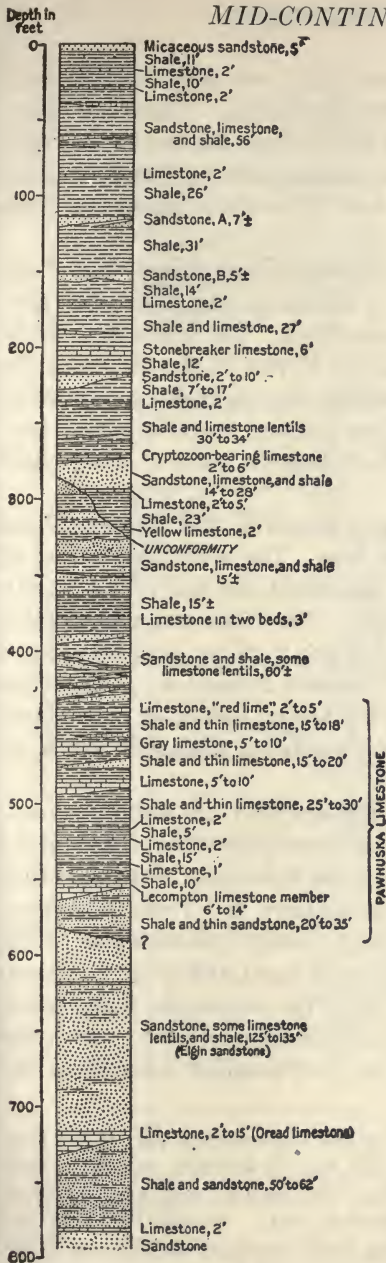 MID-CONTIN
Depth in
feet
0
100
200
800
400
500
600
700
800
Micaceous sandstone, 5'±
Shale, 11'
Limestone, 2'
Shale, 10'
Limestone, 2'
Sandstone, limestone,
and shale, 56'
Limestone, 2'
Shale, 26'
Sandstone, A, 7'±
Shale, 31'
Sandstone, B, 5'±
Shale, 14'
Limestone, 2'
Shale and limestone, 27'
Stonebreaker limestone, 6'
Shale, 12'
Sandstone, 2' to 10'
Shale, 7' to 17'
Limestone, 2'
Shale and limestone lentils
30' to 34'
Cryptozoon-bearing limestone
2' to 6'
Sandstone, limestone, and shale
14' to 28'
Limestone, 2' to 5'
Shale, 23'
Yellow limestone, 2'
UNCONFORMITY
Sandstone, limestone, and shale
15'±
Shale, 15'±
Limestone in two beds, 3'
Sandstone and shale, some
limestone lentils, 60'±
Limestone, "red lime," 2' to 5'
Shale and thin limestone, 15' to 18'
Gray limestone, 5' to 10'
Shale and thin limestone, 15' to 20'
Limestone, 5' to 10'
Shale and thin limestone, 25' to 30'
Limestone, 2'
Shale, 5'
Limestone, 2'
Shale, 15'
Limestone, 1'
Shale, 10'
Lecompton limestone member
6' to 14'
Shale and thin sandstone, 20' to 35'
?
PAWHUSKA LIMESTONE
Sandstone, some limestone
lentils, and shale, 125' to 135'
(Elgin sandstone)
Limestone, 2' to 15' (Oread limestone)
Shale and sandstone, 50' to 62'
Limestone, 2'
Sandstone